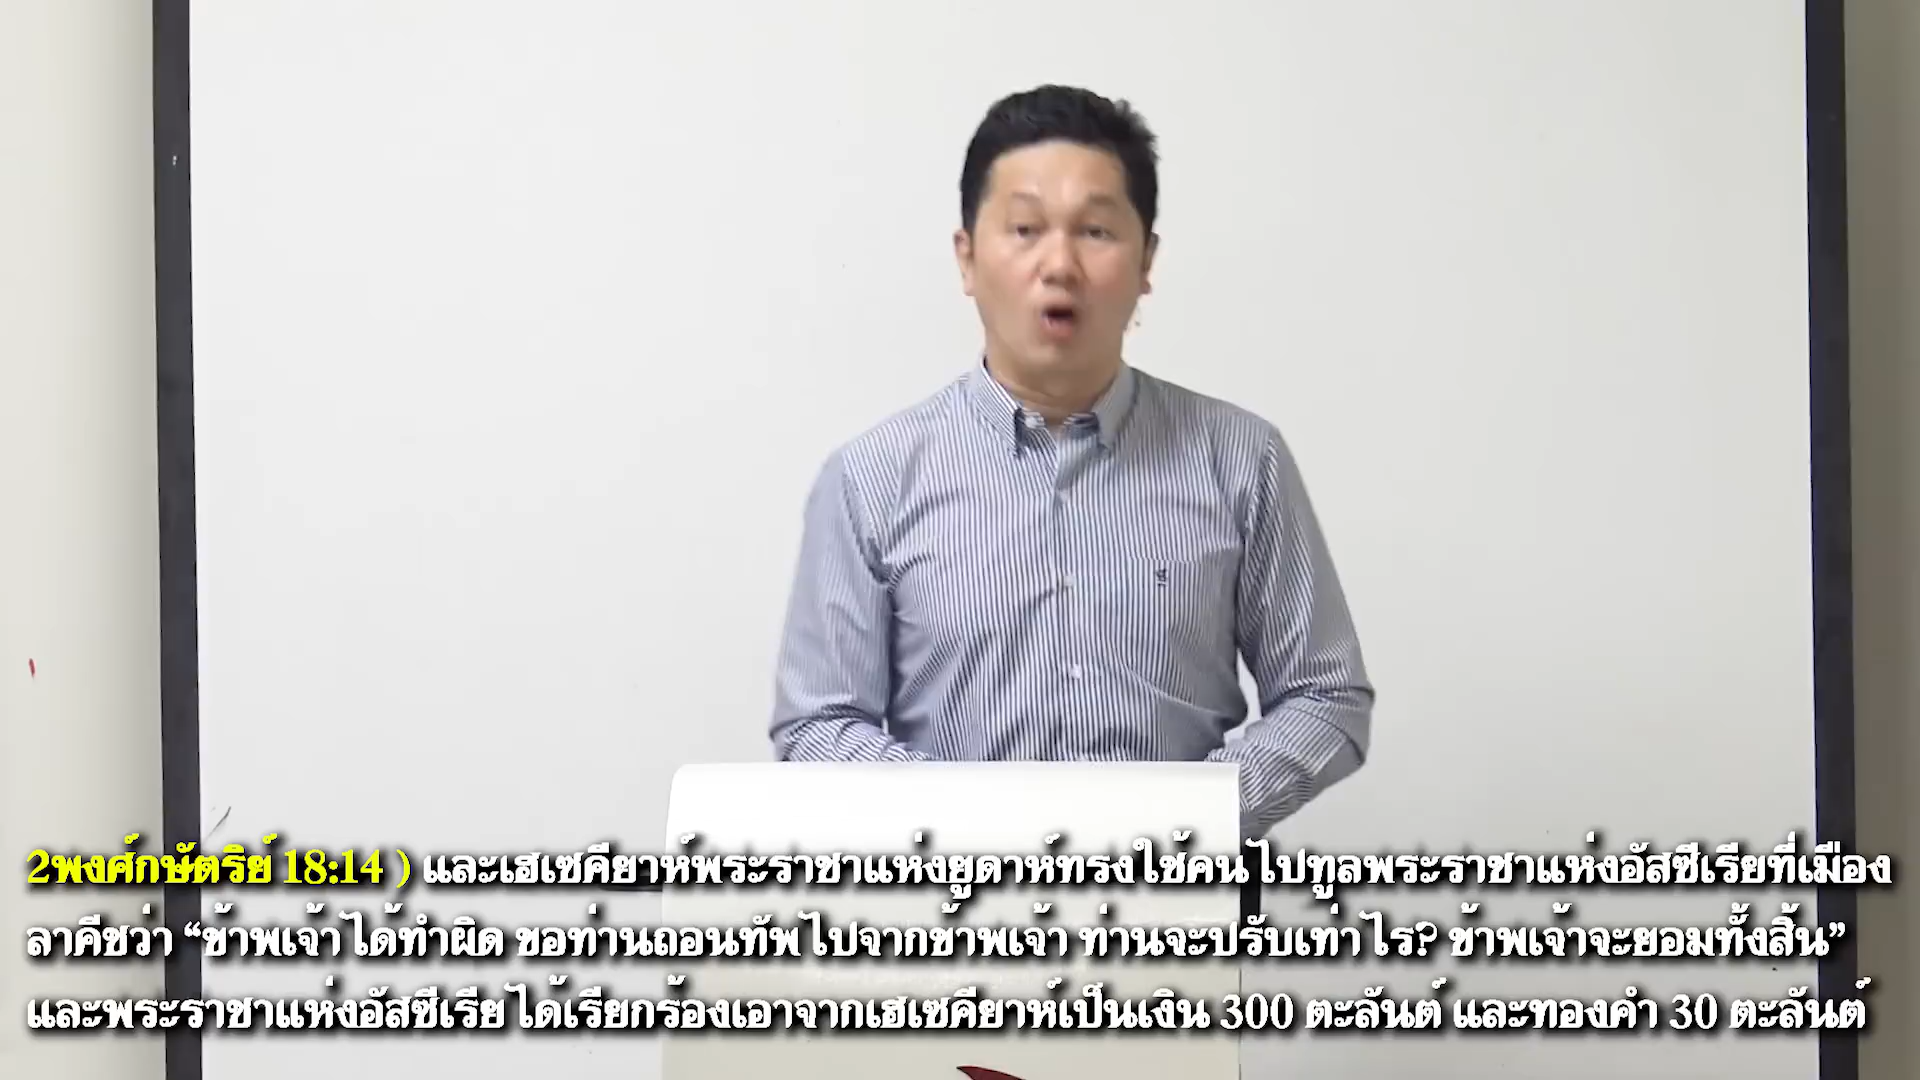 2พงศ์กษัตริย์ 18:14 ) และเฮเซคียาห์พระราชาแห่งยูดาห์ทรงใช้คนไปทูลพระราชาแห่งอัสซีเรียที่เมือง
ลาคีชว่า “ข้าพเจ้าได้ทำผิด ขอท่านถอนทัพไปจากข้าพเจ้า ท่านจะปรับเท่าไร? ข้าพเจ้าจะยอมทั้งสิ้น”
และพระราชาแห่งอัสซีเรียได้เรียกร้องเอาจากเฮเซคียาห์เป็นเงิน 300 ตะลันต์ และทองคำ 30 ตะลันต์